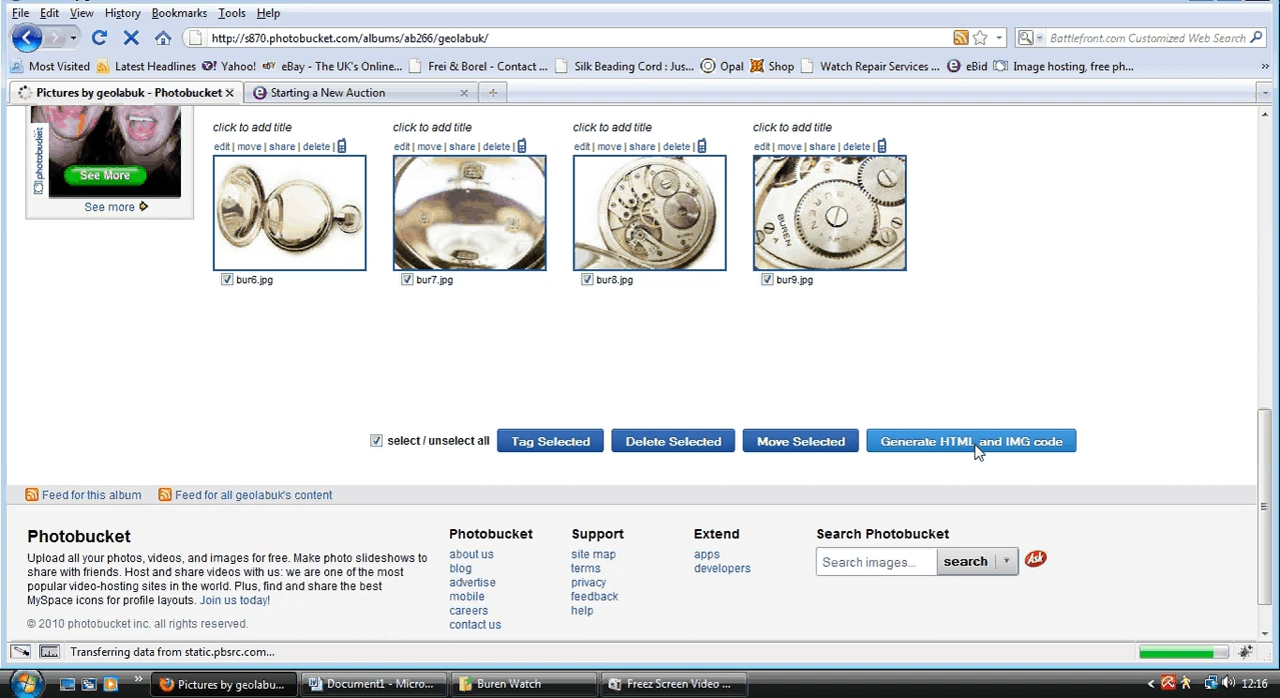 File Edit View History Bookmarks Tools Help
http://s870.photobucket.com/albums/ab266/geolabuk/
Battlefront.com Customized Web Search
Most Visited Latest Headlines Yahoo! eBay - The UK's Online... Frei & Borel - Contact ... Silk Beading Cord : Jus... Opal Shop Watch Repair Services ... eBid Image hosting, free ph... »
Pictures by geolabuk - Photobucket Starting a New Auction
photobucket
See More
See more
click to add title click to add title click to add title click to add title
edit | move | share | delete | edit | move | share | delete | edit | move | share | delete | edit | move | share | delete |
BUREN
BUREN
bur6.jpg bur7.jpg bur8.jpg bur9.jpg
select / unselect all Tag Selected Delete Selected Move Selected Generate HTML and IMG code
Feed for this album Feed for all geolabuk's content
Photobucket
Upload all your photos, videos, and images for free. Make photo slideshows to
share with friends. Host and share videos with us: we are one of the most
popular video-hosting sites in the world. Plus, find and share the best
MySpace icons for profile layouts. Join us today!
© 2010 photobucket inc. all rights reserved.
Photobucket
about us
blog
advertise
mobile
careers
contact us
Support
site map
terms
privacy
feedback
help
Extend
apps
developers
Search Photobucket
Search images... search Ask
Transferring data from static.pbsrc.com...
» Pictures by geolabu... Document1 - Micro... Buren Watch Freez Screen Video ... < 12:16